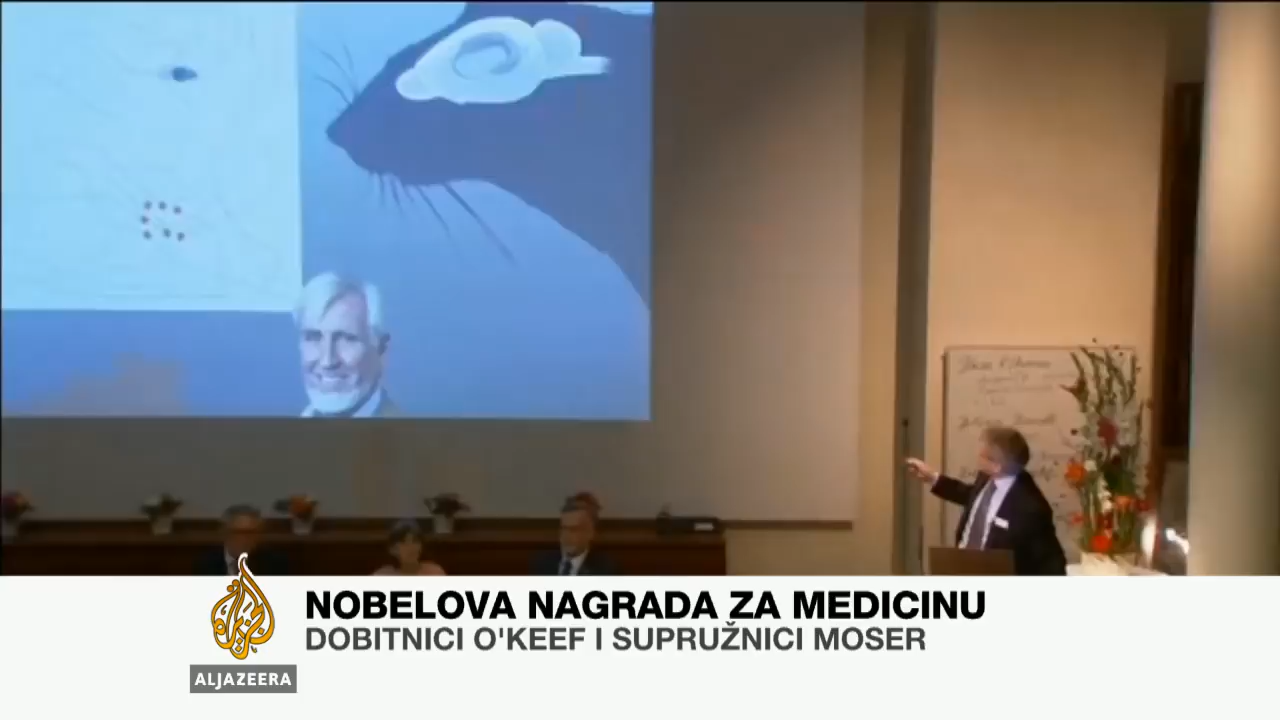 NOBELOVA NAGRADA ZA MEDICINU
DOBITNICI O'KEEF I SUPRUŽNICI MOSER
ALJAZEERA